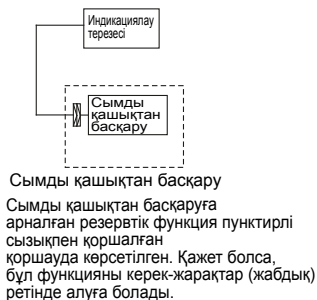 Индикациялау
терезесі
Сымды
қашықтан
басқару
Сымды қашықтан басқару
Сымды қашықтан басқаруға
арналған резервтік функция пунктирлі
сызықпен қоршалған
қоршауда көрсетілген. Қажет болса,
бұл функцияны керек-жарақтар (жабдық)
ретінде алуға болады.